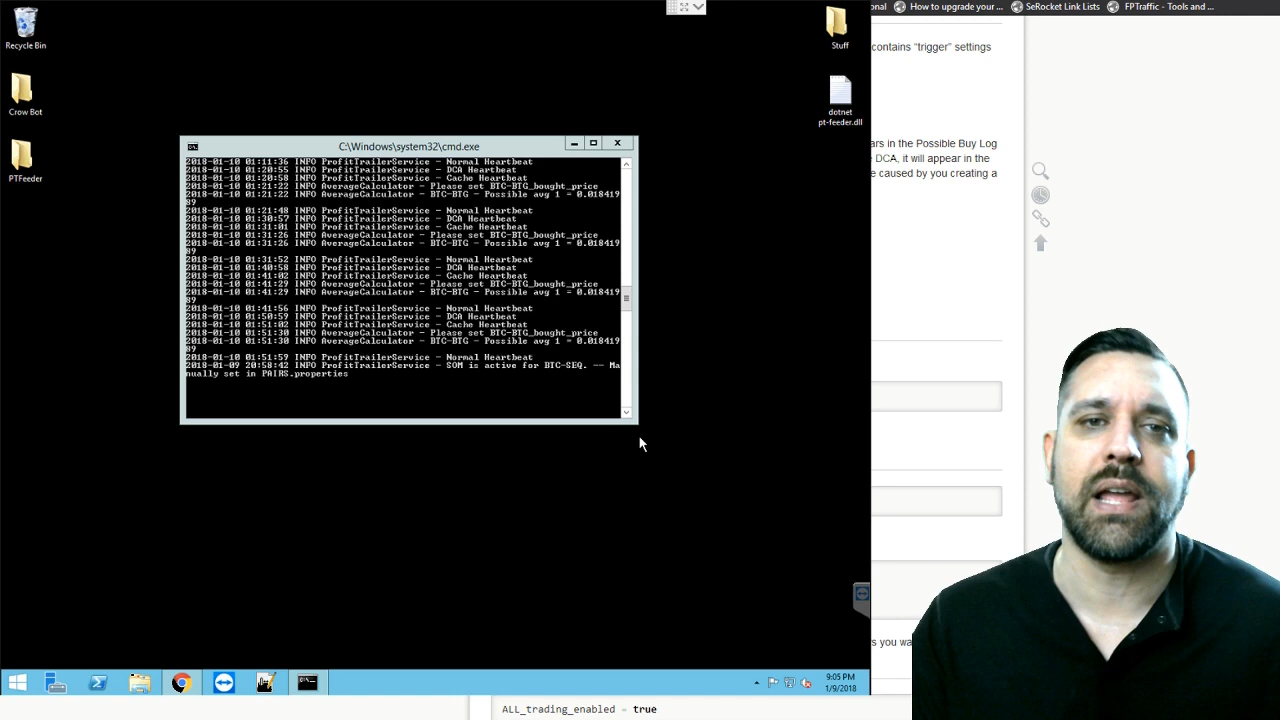 onal
How to upgrade your ...
SeRocket Link Lists
FPTraffic - Tools and ...
Recycle Bin
Stuff
contains “trigger” settings
Crow Bot
dotnet
pt-feeder.dll
PTFeeder
ars in the Possible Buy Log
e DCA, it will appear in the
e caused by you creating a
C:\Windows\system32\cmd.exe
2018-01-10 01:11:36 INFO ProfitTrailerService - Normal Heartbeat
2018-01-10 01:20:55 INFO ProfitTrailerService - DCA Heartbeat
2018-01-10 01:20:58 INFO ProfitTrailerService - Cache Heartbeat
2018-01-10 01:21:22 INFO AverageCalculator - Please set BTC-BTG_bought_price
2018-01-10 01:21:22 INFO AverageCalculator - BTC-BTG - Possible avg 1 = 0.018419
89
2018-01-10 01:21:48 INFO ProfitTrailerService - Normal Heartbeat
2018-01-10 01:30:57 INFO ProfitTrailerService - DCA Heartbeat
2018-01-10 01:31:01 INFO ProfitTrailerService - Cache Heartbeat
2018-01-10 01:31:26 INFO AverageCalculator - Please set BTC-BTG_bought_price
2018-01-10 01:31:26 INFO AverageCalculator - BTC-BTG - Possible avg 1 = 0.018419
89
2018-01-10 01:31:52 INFO ProfitTrailerService - Normal Heartbeat
2018-01-10 01:40:58 INFO ProfitTrailerService - DCA Heartbeat
2018-01-10 01:41:02 INFO ProfitTrailerService - Cache Heartbeat
2018-01-10 01:41:29 INFO AverageCalculator - Please set BTC-BTG_bought_price
2018-01-10 01:41:29 INFO AverageCalculator - BTC-BTG - Possible avg 1 = 0.018419
89
2018-01-10 01:41:56 INFO ProfitTrailerService - Normal Heartbeat
2018-01-10 01:50:59 INFO ProfitTrailerService - DCA Heartbeat
2018-01-10 01:51:02 INFO ProfitTrailerService - Cache Heartbeat
2018-01-10 01:51:30 INFO AverageCalculator - Please set BTC-BTG_bought_price
2018-01-10 01:51:30 INFO AverageCalculator - BTC-BTG - Possible avg 1 = 0.018419
89
2018-01-10 01:51:59 INFO ProfitTrailerService - Normal Heartbeat
2018-01-09 20:58:42 INFO ProfitTrailerService - SOM is active for BTC-SEQ. -- Ma
nually set in PAIRS.properties
s you wa
9:05 PM
1/9/2018
ALL_trading_enabled = true